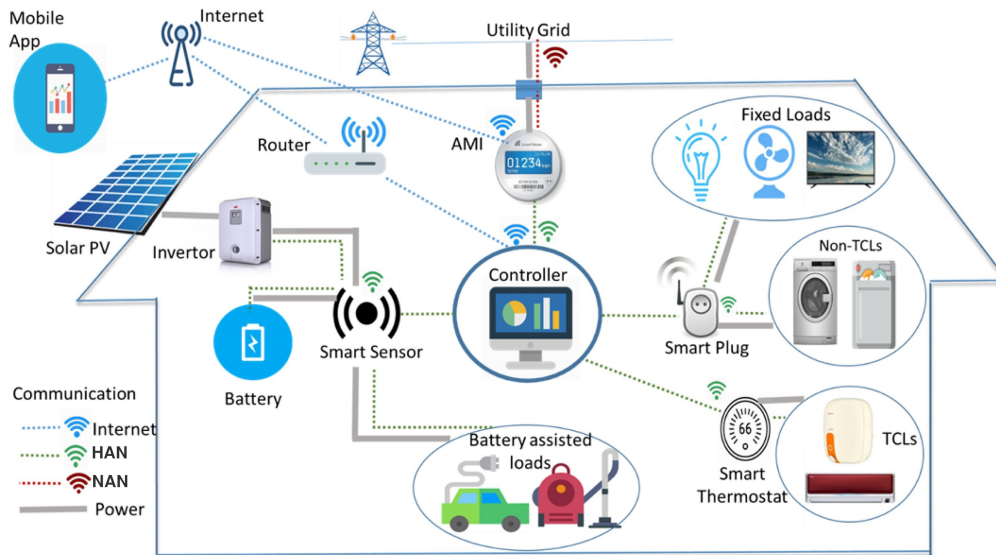 Mobile
App
Internet
Utility Grid
Router
AMI
01234
Fixed Loads
Solar PV
Invertor
Controller
Non-TCLs
Smart Sensor
Smart Plug
Battery
Communication
Internet
HAN
NAN
Power
Battery assisted
loads
66
Smart
Thermostat
TCLs